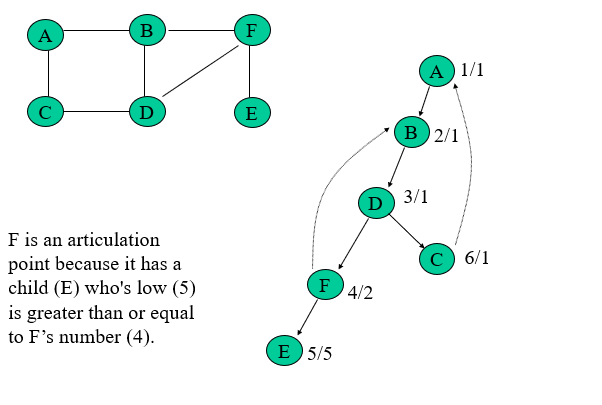 A
B
F
C
D
E
A 1/1
B 2/1
D 3/1
C 6/1
F 4/2
E 5/5
F is an articulation
point because it has a
child (E) who's low (5)
is greater than or equal
to F’s number (4).